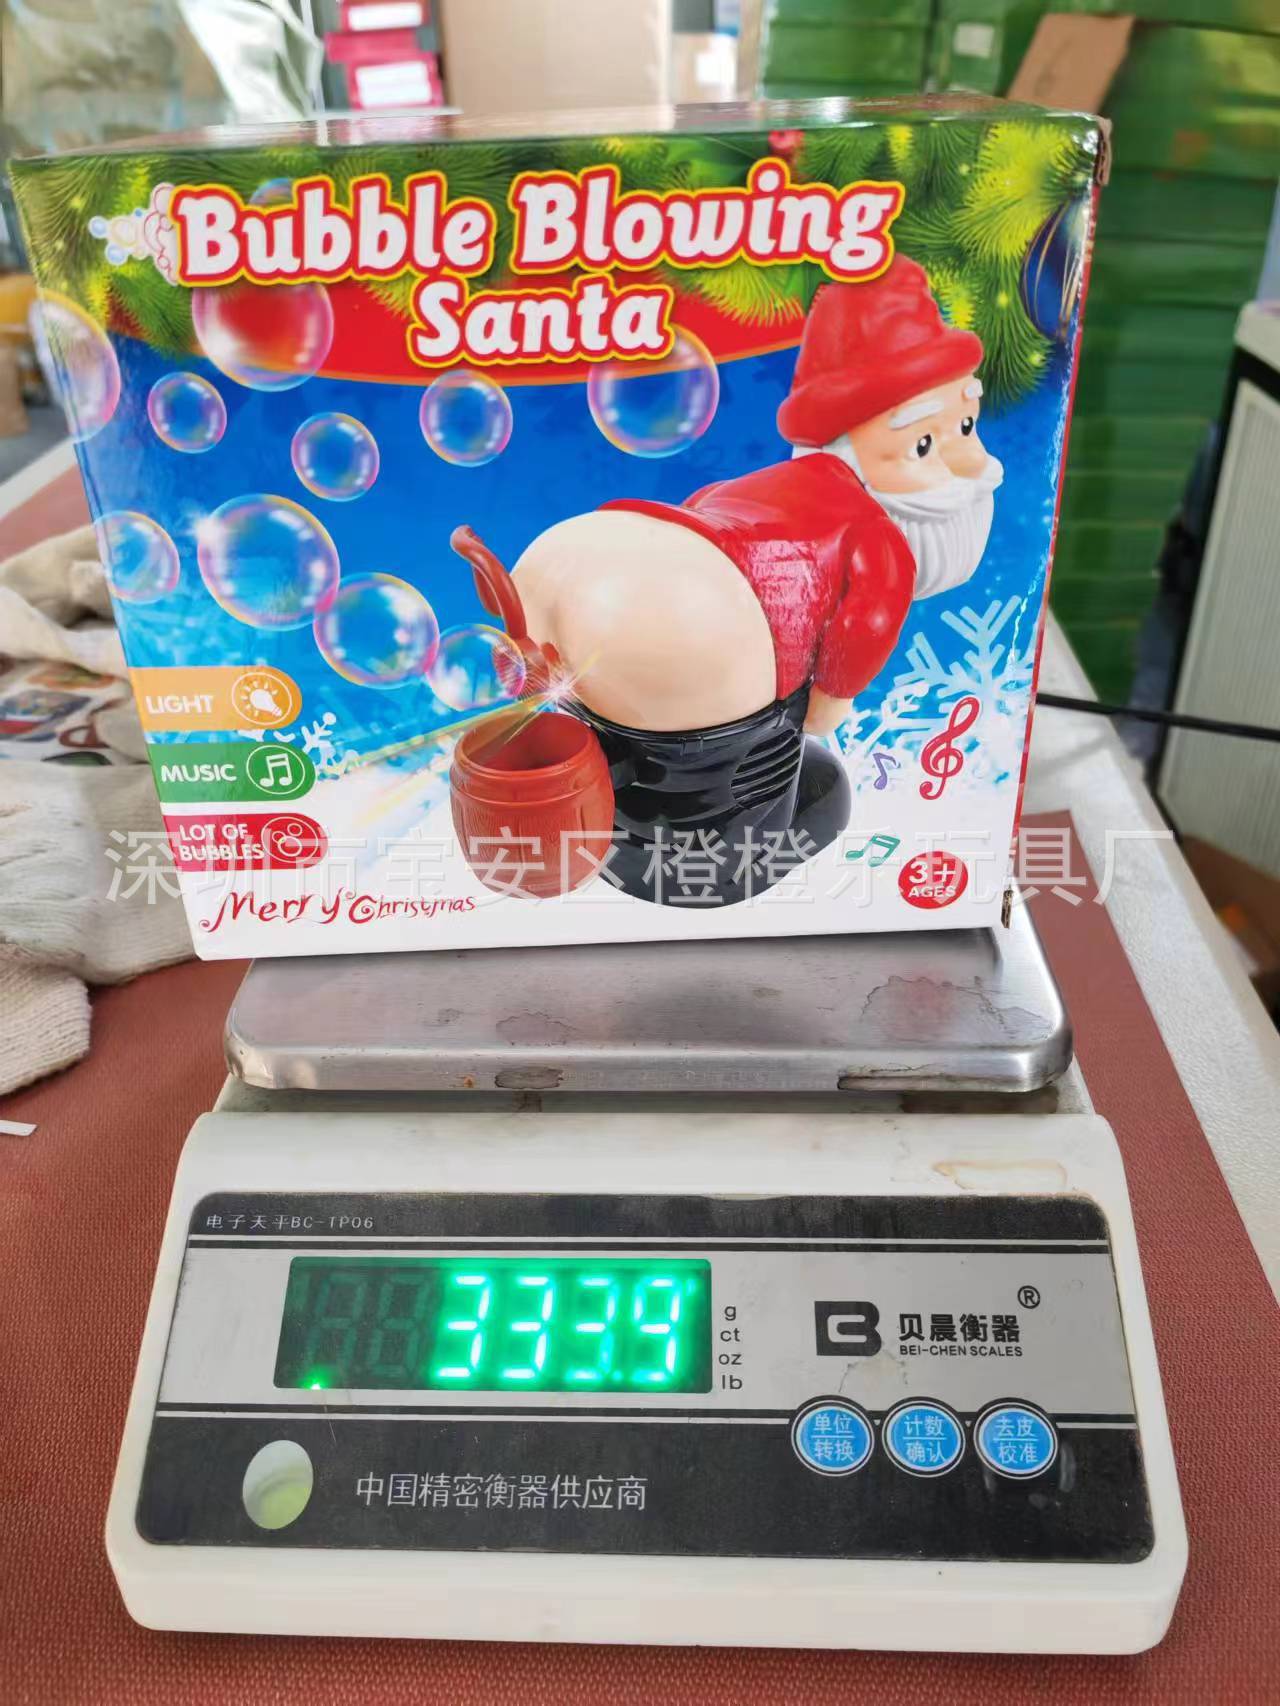 Bubble Blowing
Santa
LIGHT
MUSIC
LOT OF
BUBBLES
Merry Christmas
3+
AGES
深圳市宝安区橙橙乐玩具厂
电子天平BC-TP06
333.9
g
ct
oz
lb
贝晨衡器®
BEI-CHEN SCALES
单位
转换
计数
确认
去皮
校准
中国精密衡器供应商